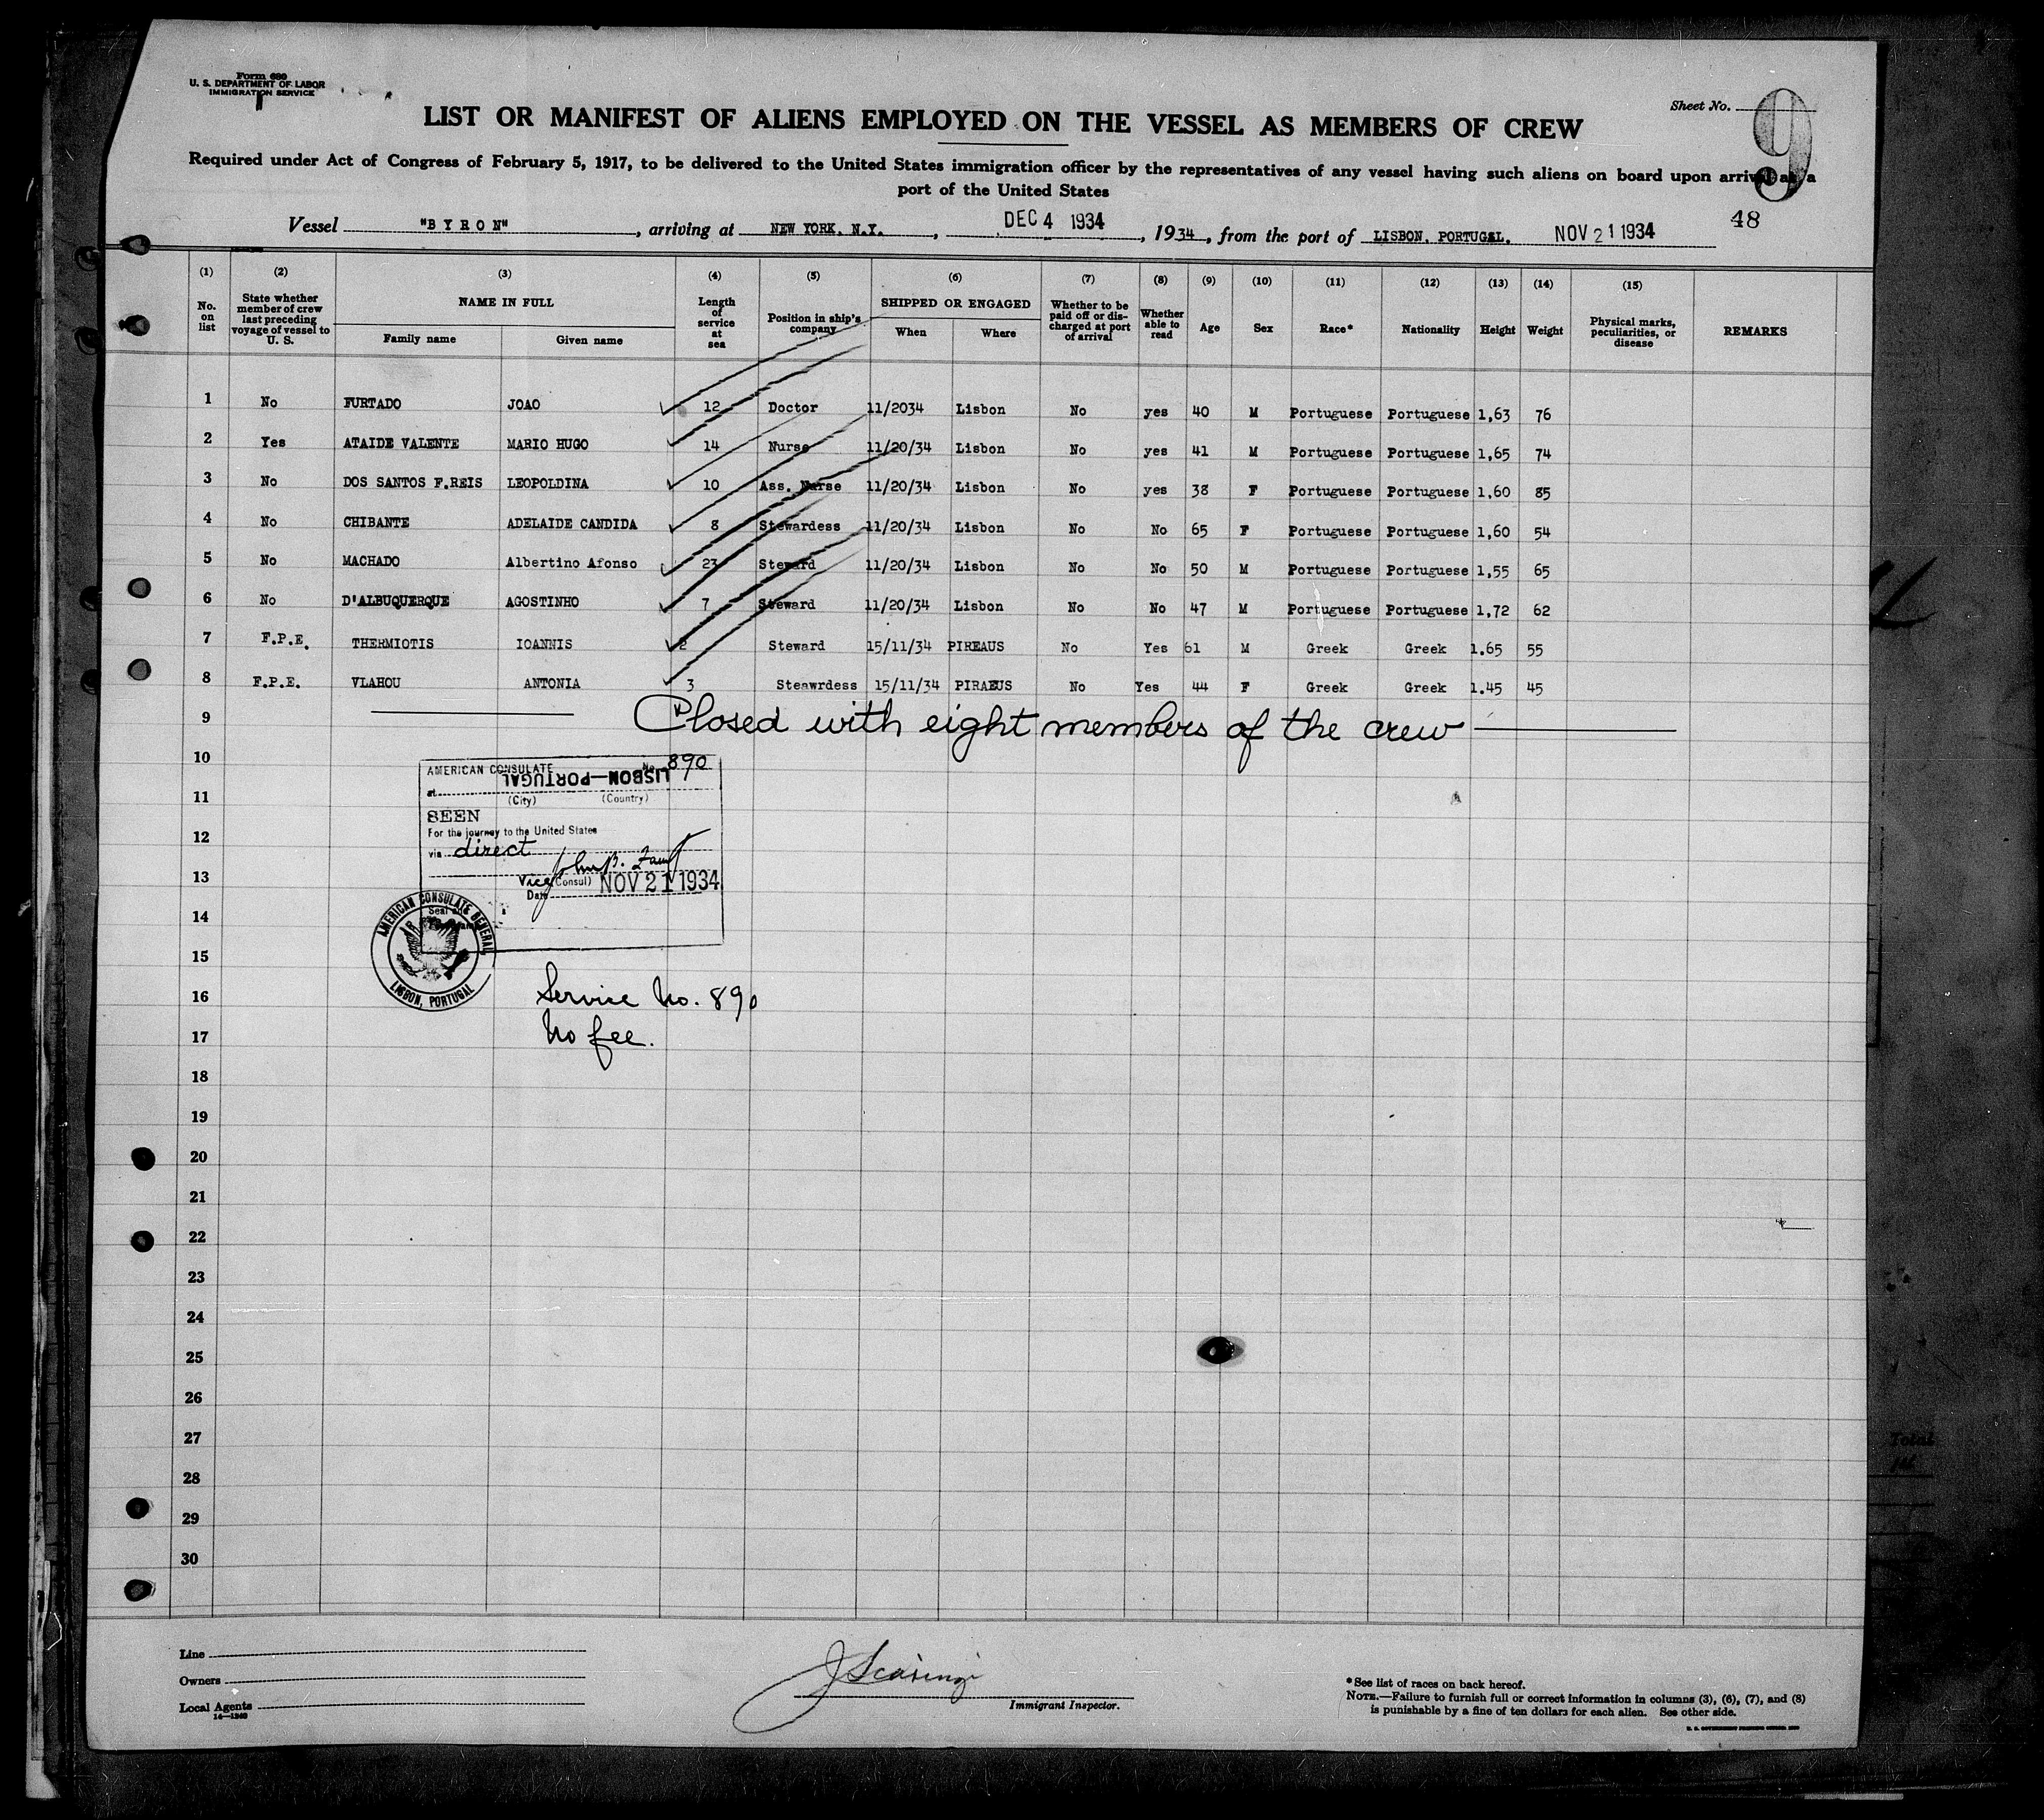 Form 680
U. S. DEPARTMENT OF LABOR
IMMIGRATION SERVICE
Sheet No. 9
LIST OR MANIFEST OF ALIENS EMPLOYED ON THE VESSEL AS MEMBERS OF CREW
Required under Act of Congress of February 5, 1917, to be delivered to the United States immigration officer by the representatives of any vessel having such aliens on board upon arrival at a
port of the United States
48
Vessel "BYRON", arriving at NEW YORK, N.Y., DEC 4 1934, 1934, from the port of LISBON, PORTUGAL. NOV 21 1934
(1) (2) (3) (4) (5) (6) (7) (8) (9) (10) (11) (12) (13) (14) (15)
No. on list State whether member of crew last preceding voyage of vessel to U. S. NAME IN FULL Family name Given name Length of service at sea Position in ship's company SHIPPED OR ENGAGED When Where Whether to be paid off or discharged at port of arrival Whether able to read Age Sex Race* Nationality Height Weight Physical marks, peculiarities, or disease REMARKS
1 No FURTADO JOAO 12 Doctor 11/2034 Lisbon No yes 40 M Portuguese Portuguese 1,63 76
2 Yes ATAIDE VALENTE MARIO HUGO 14 Nurse 11/20/34 Lisbon No yes 41 M Portuguese Portuguese 1,65 74
3 No DOS SANTOS F.REIS LEOPOLDINA 10 Ass. Nurse 11/20/34 Lisbon No yes 38 F Portuguese Portuguese 1,60 85
4 No CHIBANTE ADELAIDE CANDIDA 8 Stewardess 11/20/34 Lisbon No No 65 F Portuguese Portuguese 1,60 54
5 No MACHADO Albertino Afonso 23 Steward 11/20/34 Lisbon No No 50 M Portuguese Portuguese 1,55 65
6 No D'ALBUQUERQUE AGOSTINHO 7 Steward 11/20/34 Lisbon No No 47 M Portuguese Portuguese 1,72 62
7 F.P.E. THERMIOTIS IOANNIS 2 Steward 15/11/34 PIREAUS No Yes 61 M Greek Greek 1.65 55
8 F.P.E. VLAHOU ANTONIA 3 Steawrdess 15/11/34 PIRAEUS No Yes 44 F Greek Greek 1.45 45
9 Closed with eight members of the crew
10
11
12
13
14
15
16
17
18
19
20
21
22
23
24
25
26
27
28
29
30
AMERICAN CONSULATE No. 890
at LISBON—PORTUGAL
(City) (Country)
SEEN
For the journey to the United States
via direct
Vice (Consul) NOV 21 1934
Date
Seal and
AMERICAN CONSULATE GENERAL
LISBON, PORTUGAL
Service No. 890
No fee.
Line
Owners
Local Agents
14—1240
Immigrant Inspector.
*See list of races on back hereof.
NOTE.—Failure to furnish full or correct information in columns (3), (6), (7), and (8)
is punishable by a fine of ten dollars for each alien. See other side.
Total